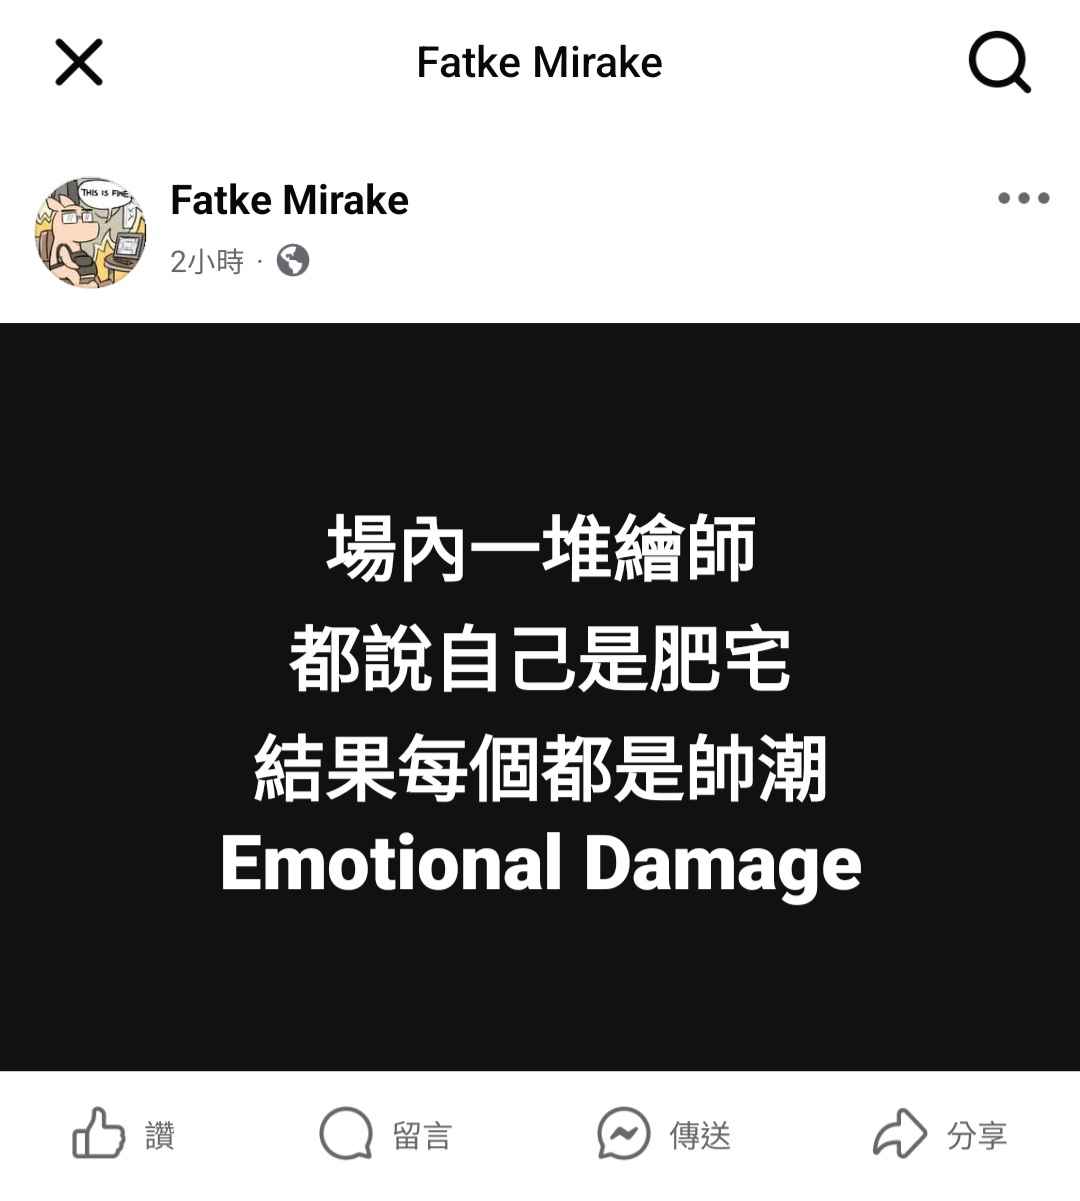 Fatke Mirake
THIS IS FINE
Fatke Mirake
2小時 ·
場內一堆繪師
都說自己是肥宅
結果每個都是帥潮
Emotional Damage
讚
留言
傳送
分享